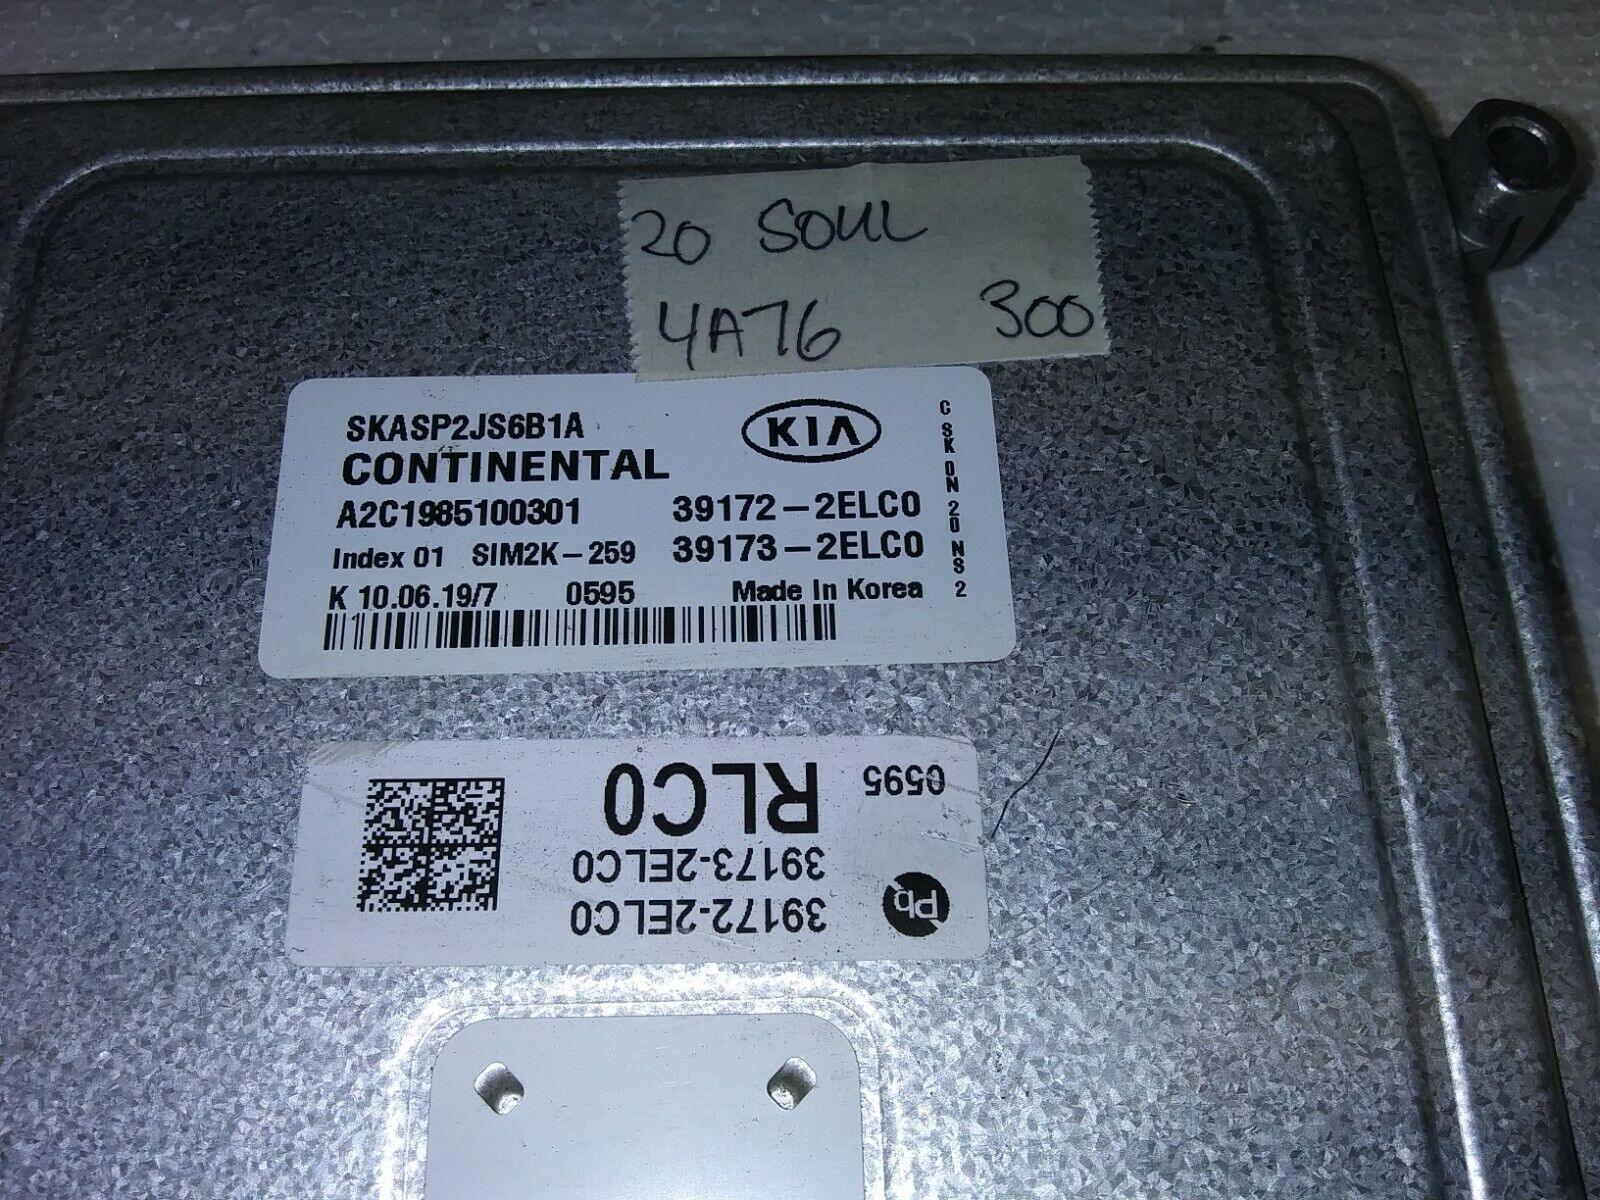 20 SOUL
4A76 300
SKASP2JS6B1A
KIA
CONTINENTAL
A2C1985100301 39172-2ELC0
Index 01 SIM2K-259 39173-2ELC0
K 10.06.19/7 0595 Made In Korea
C SK ON 20 NS 2
39172-2ELC0
39173-2ELC0
RLC0
0595
Pb